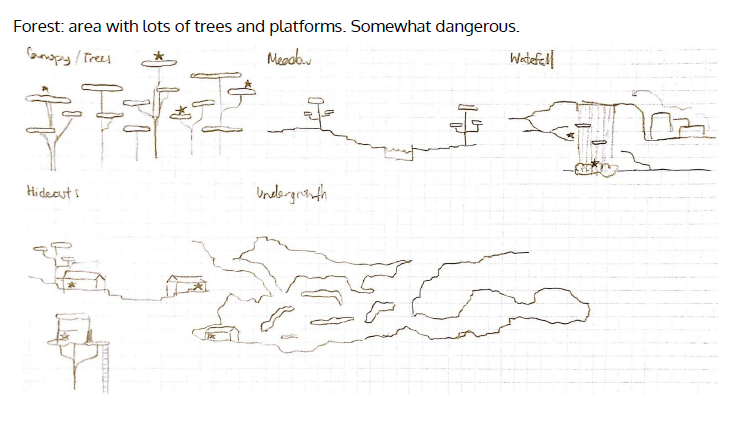 Forest: area with lots of trees and platforms. Somewhat dangerous.
Canopy / Trees
Meadow
Waterfall
Hideouts
Undergrowth